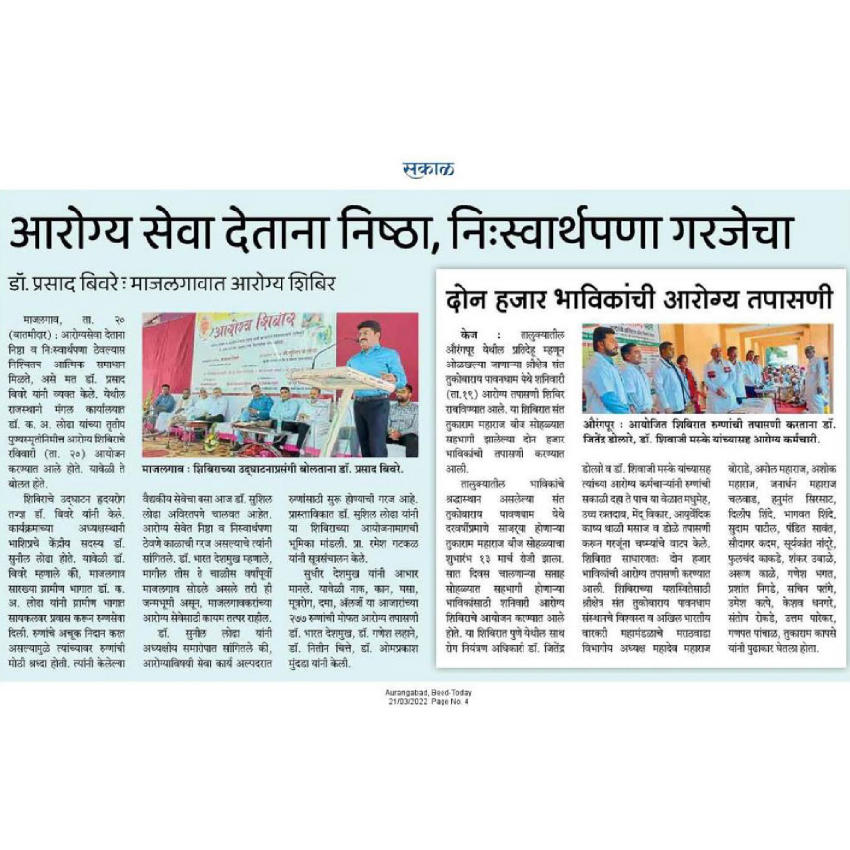 सकाळ
आरोग्य सेवा देताना निष्ठा, निःस्वार्थपणा गरजेचा
डॉ. प्रसाद बिवरे : माजलगावात आरोग्य शिबिर
माजलगाव, ता. २०
(बातमीदार) : आरोग्यसेवा देताना
निष्ठा व निःस्वार्थपणा ठेवल्यास
निश्चितच आत्मिक समाधान
मिळते, असे मत डॉ. प्रसाद
बिवरे यांनी व्यक्त केले. येथील
राजस्थानी मंगल कार्यालयात
डॉ. क. अ. लोढा यांच्या तृतीय
पुण्यस्मृतीनिमित्त आरोग्य शिबिराचे
रविवारी (ता. २०) आयोजन
करण्यात आले होते. यावेळी ते
बोलत होते.
शिबिराचे उद्‍घाटन हृदयरोग
तज्ज्ञ डॉ. बिवरे यांनी केले.
कार्यक्रमाच्या अध्यक्षस्थानी
भाशिप्रचे केंद्रीय सदस्य डॉ.
सुनील लोढा होते. यावेळी डॉ.
बिवरे म्हणाले की, माजलगाव
सारख्या ग्रामीण भागात डॉ. क.
अ. लोढा यांनी ग्रामीण भागात
सायकलवर प्रवास करून रुग्णसेवा
दिली. रुग्णांचे अचूक निदान करत
असल्यामुळे त्यांच्यावर रुग्णांची
मोठी श्रध्दा होती. त्यांनी केलेल्या
आरोग्य शिबीर
माजलगाव : शिबिराच्या उद्‍घाटनाप्रसंगी बोलताना डॉ. प्रसाद बिवरे.
वैद्यकीय सेवेचा वसा आज डॉ. सुशिल
लोढा अविरतपणे चालवत आहेत.
आरोग्य सेवेत निष्ठा व निस्वार्थपणा
ठेवणे काळाची गरज असल्याचे त्यांनी
सांगितले. डॉ. भारत देशमुख म्हणाले,
मागील तीस ते चाळीस वर्षांपूर्वी
माजलगाव सोडले असले तरी ही
जन्मभूमी असून, माजलगावकरांच्या
आरोग्य सेवेसाठी कायम तत्पर राहील.
डॉ. सुनील लोढा यांनी
अध्यक्षीय समारोपात सांगितले की,
आरोग्याविषयी सेवा कार्य अल्पदरात
रुग्णांसाठी सुरू होण्याची गरज आहे.
प्रास्ताविकात डॉ. सुशिल लोढा यांनी
या शिबिराच्या आयोजनामागची
भूमिका मांडली. प्रा. रमेश गटकळ
यांनी सूत्रसंचालन केले.
सुधीर देशमुख यांनी आभार
मानले. यावेळी नाक, कान, घसा,
मूत्ररोग, दमा, अ‍ॅलर्जी या आजारांच्या
२७७ रुग्णांची मोफत आरोग्य तपासणी
डॉ. भारत देशमुख, डॉ. गणेश लहाने,
डॉ. नितीन चित्ते, डॉ. ओमप्रकाश
मुंदडा यांनी केली.
दोन हजार भाविकांची आरोग्य तपासणी
केज : तालुक्यातील
औरंगपूर येथील प्रतिदेहू म्हणून
ओळखल्या जाणाऱ्या श्रीक्षेत्र संत
तुकोबाराय पावनधाम येथे शनिवारी
(ता.१९) आरोग्य तपासणी शिबिर
राबविण्यात आले. या शिबिरात संत
तुकाराम महाराज बीज सोहळ्यात
सहभागी झालेल्या दोन हजार
भाविकांची तपासणी करण्यात
आली.
तालुक्यातील भाविकांचे
श्रद्धास्थान असलेल्या संत
तुकोबाराय पावणधाम येथे
दरवर्षीप्रमाणे साजऱ्या होणाऱ्या
तुकाराम महाराज बीज सोहळ्याचा
शुभारंभ १३ मार्च रोजी झाला.
सात दिवस चालणाऱ्या सप्ताह
सोहळ्यात सहभागी होणाऱ्या
भाविकांसाठी शनिवारी आरोग्य
शिबिराचे आयोजन करण्यात आले
होते. या शिबिरात पुणे येथील साथ
रोग नियंत्रण अधिकारी डॉ. जितेंद्र
औरंगपूर : आयोजित शिबिरात रुग्णांची तपासणी करताना डॉ.
जितेंद्र डोलारे, डॉ. शिवाजी मस्के यांच्यासह आरोग्य कर्मचारी.
डोलारे व डॉ. शिवाजी मस्के यांच्यासह
त्यांच्या आरोग्य कर्मचाऱ्यांनी रुग्णांची
सकाळी दहा ते पाच या वेळात मधुमेह,
उच्च रक्तदाब, मेंदू विकार, आयुर्वेदिक
काष्य थाळी मसाज व डोळे तपासणी
करून गरजूंना चष्म्यांचे वाटप केले.
शिबिरात साधारणतः दोन हजार
भाविकांची आरोग्य तपासणी करण्यात
आली. शिबिराच्या यशस्वितेसाठी
श्रीक्षेत्र संत तुकोबाराय पावनधाम
संस्थानचे विश्वस्त व अखिल भारतीय
वारकरी महामंडळाचे मराठवाडा
विभागीय अध्यक्ष महादेव महाराज
बोराडे, अमोल महाराज, अशोक
महाराज, जनार्धन महाराज
चलवाड, हनुमंत सिरसाट,
दिलीप शिंदे, भागवत शिंदे,
सुदाम पाटील, पंडित सावंत,
सौदागर कदम, सूर्यकांत नांदुरे,
फुलचंद काकडे, शंकर उबाळे,
अरूण काळे, गणेश भगत,
प्रशांत निगडे, सचिन पतंगे,
उमेश कल्पे, केशव धनगरे,
संतोष रोकडे, उत्तम पारेकर,
गणपत पांचाळ, तुकाराम कापसे
यांनी पुढाकार घेतला होता.
Aurangabad, Beed-Today
21/03/2022 Page No. 4